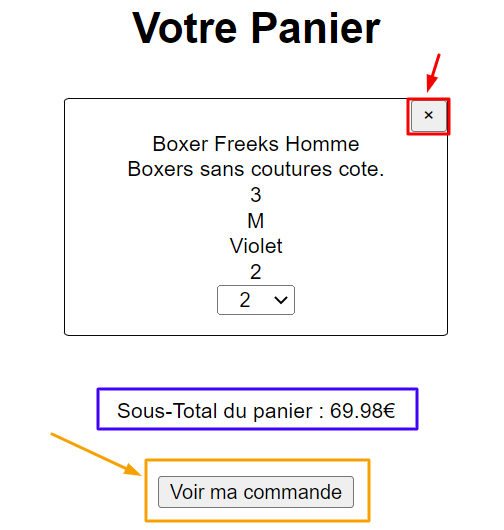 Votre Panier
×
Boxer Freeks Homme
Boxers sans coutures cote.
3
M
Violet
2
2
Sous-Total du panier : 69.98€
Voir ma commande